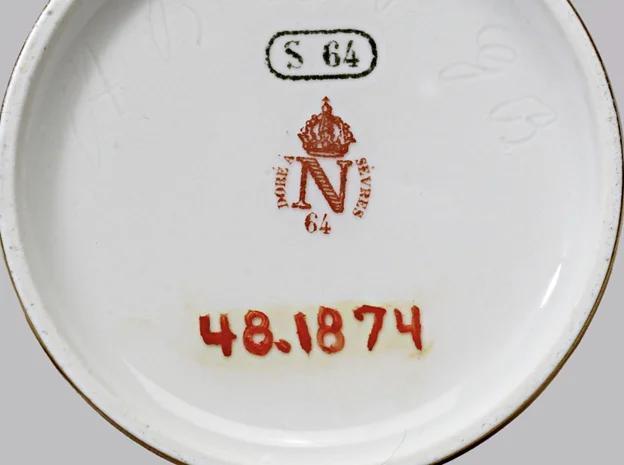 S 64
DORÉ À SÈVRES
N
64
48.1874